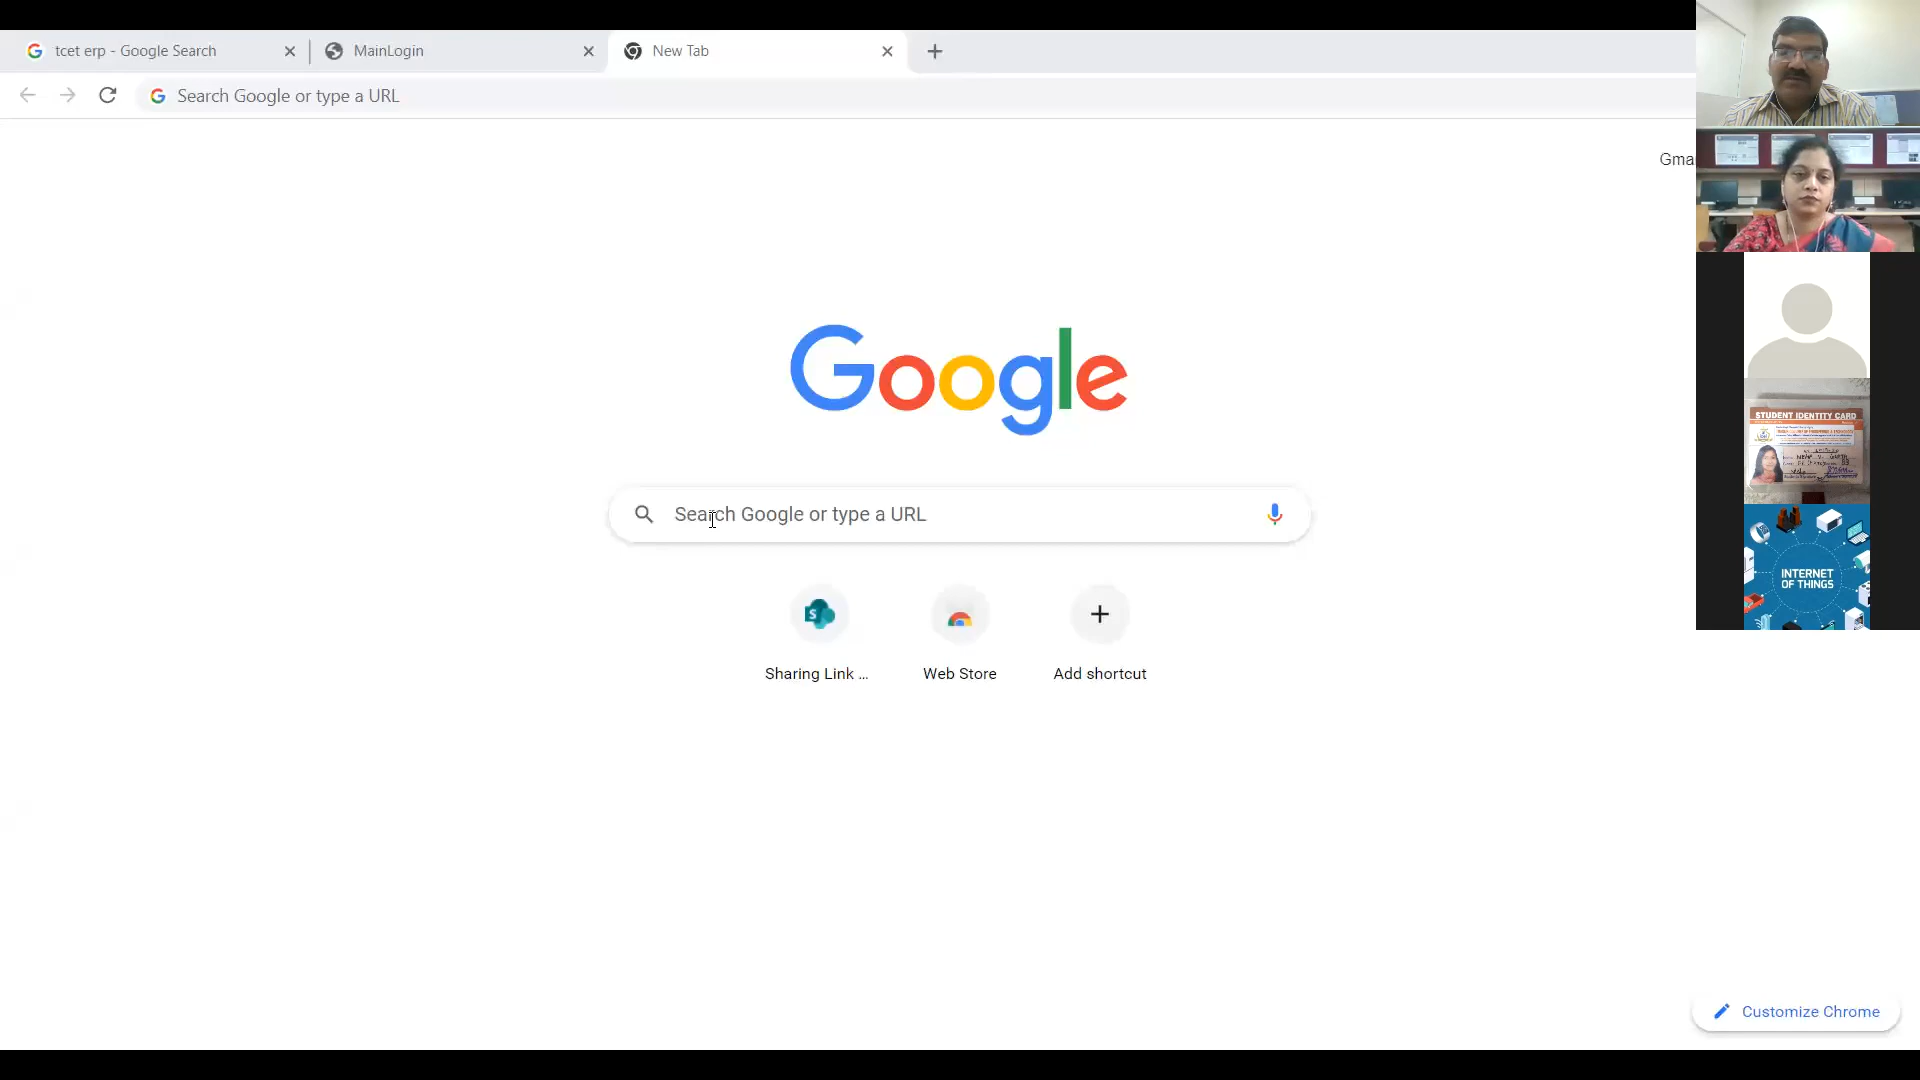 tcet erp - Google Search
MainLogin
New Tab
Search Google or type a URL
Gma
Google
Search Google or type a URL
Sharing Link ...
Web Store
Add shortcut
STUDENT IDENTITY CARD
INTERNET
OF THINGS
Customize Chrome